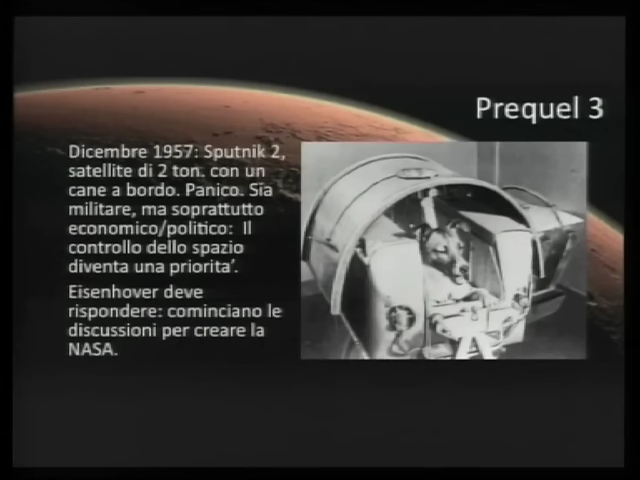 Prequel 3
Dicembre 1957: Sputnik 2,
satellite di 2 ton. con un
cane a bordo. Panico. Sia
militare, ma soprattutto
economico/politico:  Il
controllo dello spazio
diventa una priorita’.
Eisenhover deve
rispondere: cominciano le
discussioni per creare la
NASA.